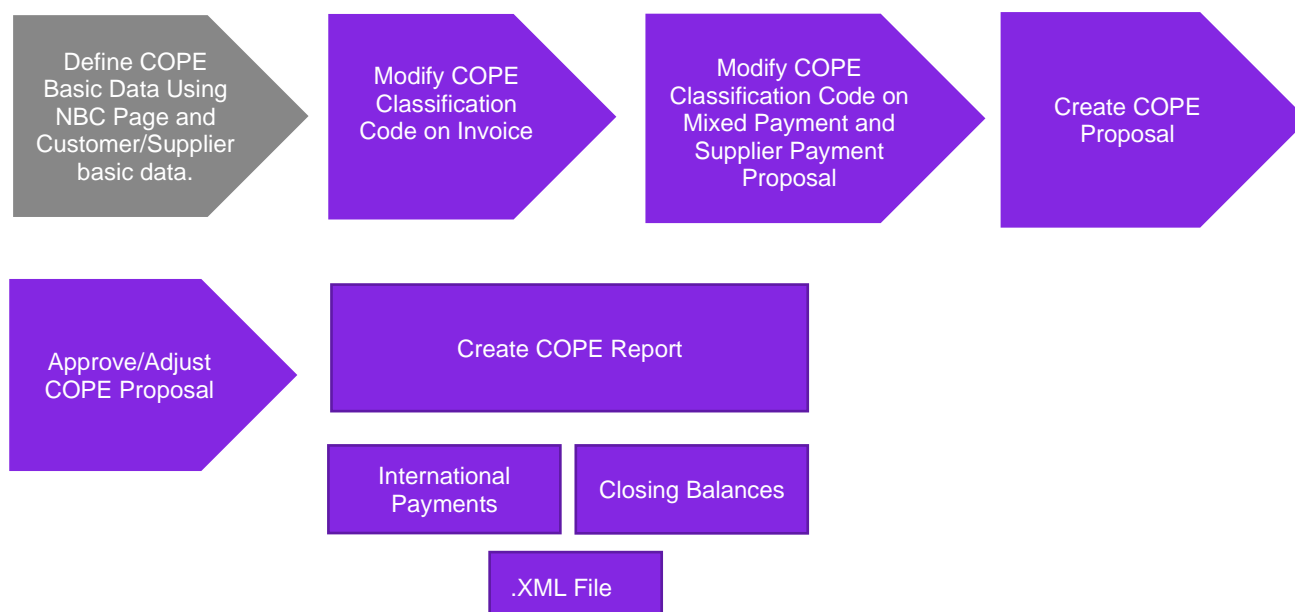 Define COPE
Basic Data Using
NBC Page and
Customer/Supplier
basic data.
Modify COPE
Classification
Code on Invoice
Modify COPE
Classification Code on
Mixed Payment and
Supplier Payment
Proposal
Create COPE
Proposal
Approve/Adjust
COPE Proposal
Create COPE Report
International
Payments
Closing Balances
.XML File